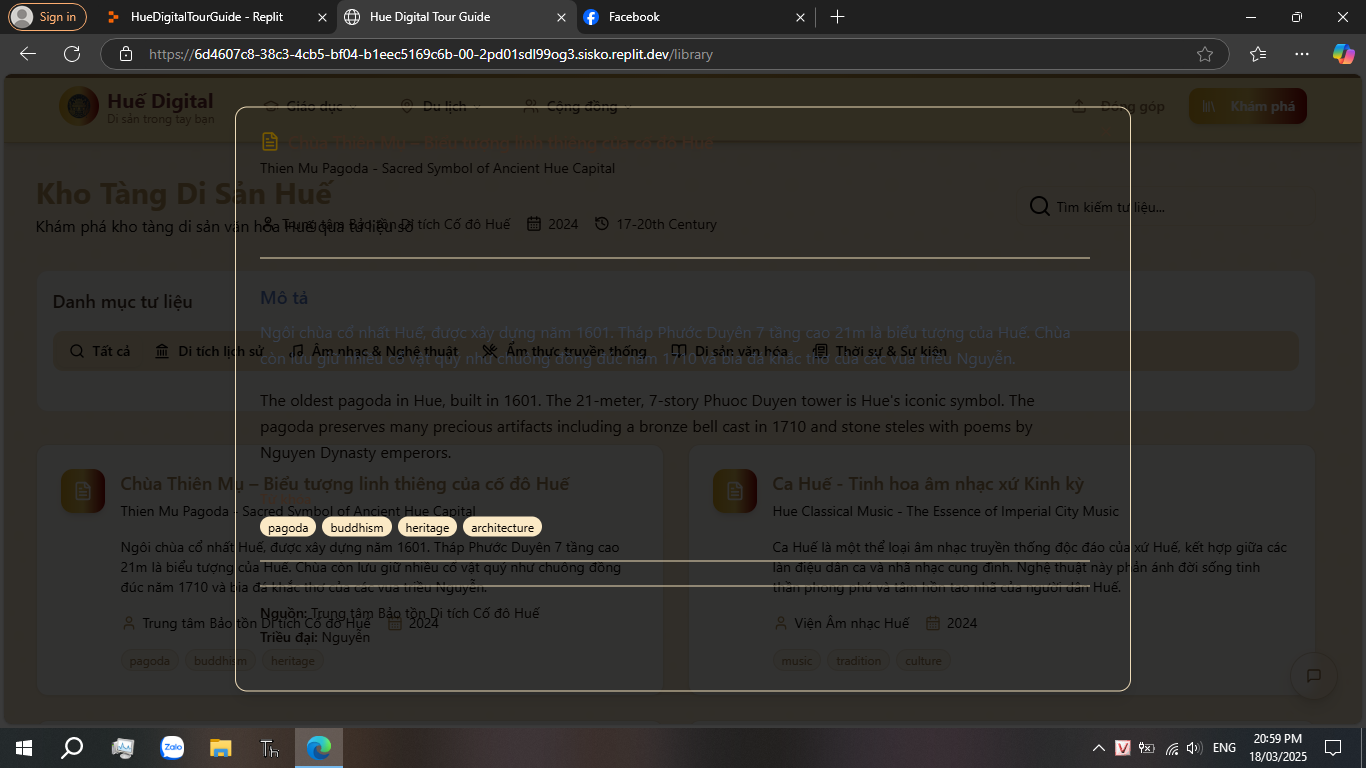 Sign in
HueDigitalTourGuide - Replit
Hue Digital Tour Guide
Facebook
https://6d4607c8-38c3-4cb5-bf04-b1eec5169c6b-00-2pd01sdl99og3.sisko.replit.dev/library
Huế Digital
Di sản trong tay bạn
Giáo dục
Du lịch
Cộng đồng
Đóng góp
Khám phá
Chùa Thiên Mụ – Biểu tượng linh thiêng của cố đô Huế
Thien Mu Pagoda - Sacred Symbol of Ancient Hue Capital
Kho Tàng Di Sản Huế
Khám phá kho tàng di sản văn hóa Huế qua tư liệu số
Tìm kiếm tư liệu...
Trung tâm Bảo tồn Di tích Cố đô Huế
2024
17-20th Century
Mô tả
Ngôi chùa cổ nhất Huế, được xây dựng năm 1601. Tháp Phước Duyên 7 tầng cao 21m là biểu tượng của Huế. Chùa
còn lưu giữ nhiều cổ vật quý như chuông đồng đúc năm 1710 và bia đá khắc thơ của các vua triều Nguyễn.
Danh mục tư liệu
Tất cả
Di tích lịch sử
Âm nhạc & Nghệ thuật
Ẩm thực truyền thống
Di sản văn hóa
Thời sự & Sự kiện
The oldest pagoda in Hue, built in 1601. The 21-meter, 7-story Phuoc Duyen tower is Hue's iconic symbol. The
pagoda preserves many precious artifacts including a bronze bell cast in 1710 and stone steles with poems by
Nguyen Dynasty emperors.
pagoda
buddhism
heritage
architecture
Nguồn: Trung tâm Bảo tồn Di tích Cố đô Huế
Triều đại: Nguyễn
Chùa Thiên Mụ – Biểu tượng linh thiêng của cố đô Huế
Thien Mu Pagoda - Sacred Symbol of Ancient Hue Capital
Ngôi chùa cổ nhất Huế, được xây dựng năm 1601. Tháp Phước Duyên 7 tầng cao
21m là biểu tượng của Huế. Chùa còn lưu giữ nhiều cổ vật quý như chuông đồng
đúc năm 1710 và bia đá khắc thơ của các vua triều Nguyễn.
Trung tâm Bảo tồn Di tích Cố đô Huế
2024
pagoda
buddhism
heritage
Ca Huế - Tinh hoa âm nhạc xứ Kinh kỳ
Hue Classical Music - The Essence of Imperial City Music
Ca Huế là một thể loại âm nhạc truyền thống độc đáo của xứ Huế, kết hợp giữa các
làn điệu dân ca và nhã nhạc cung đình. Nghệ thuật này phản ánh đời sống tinh
thần phong phú và tâm hồn tao nhã của người dân Huế.
Viện Âm nhạc Huế
2024
music
tradition
culture
Zalo
Th
V
ENG
20:59 PM
18/03/2025